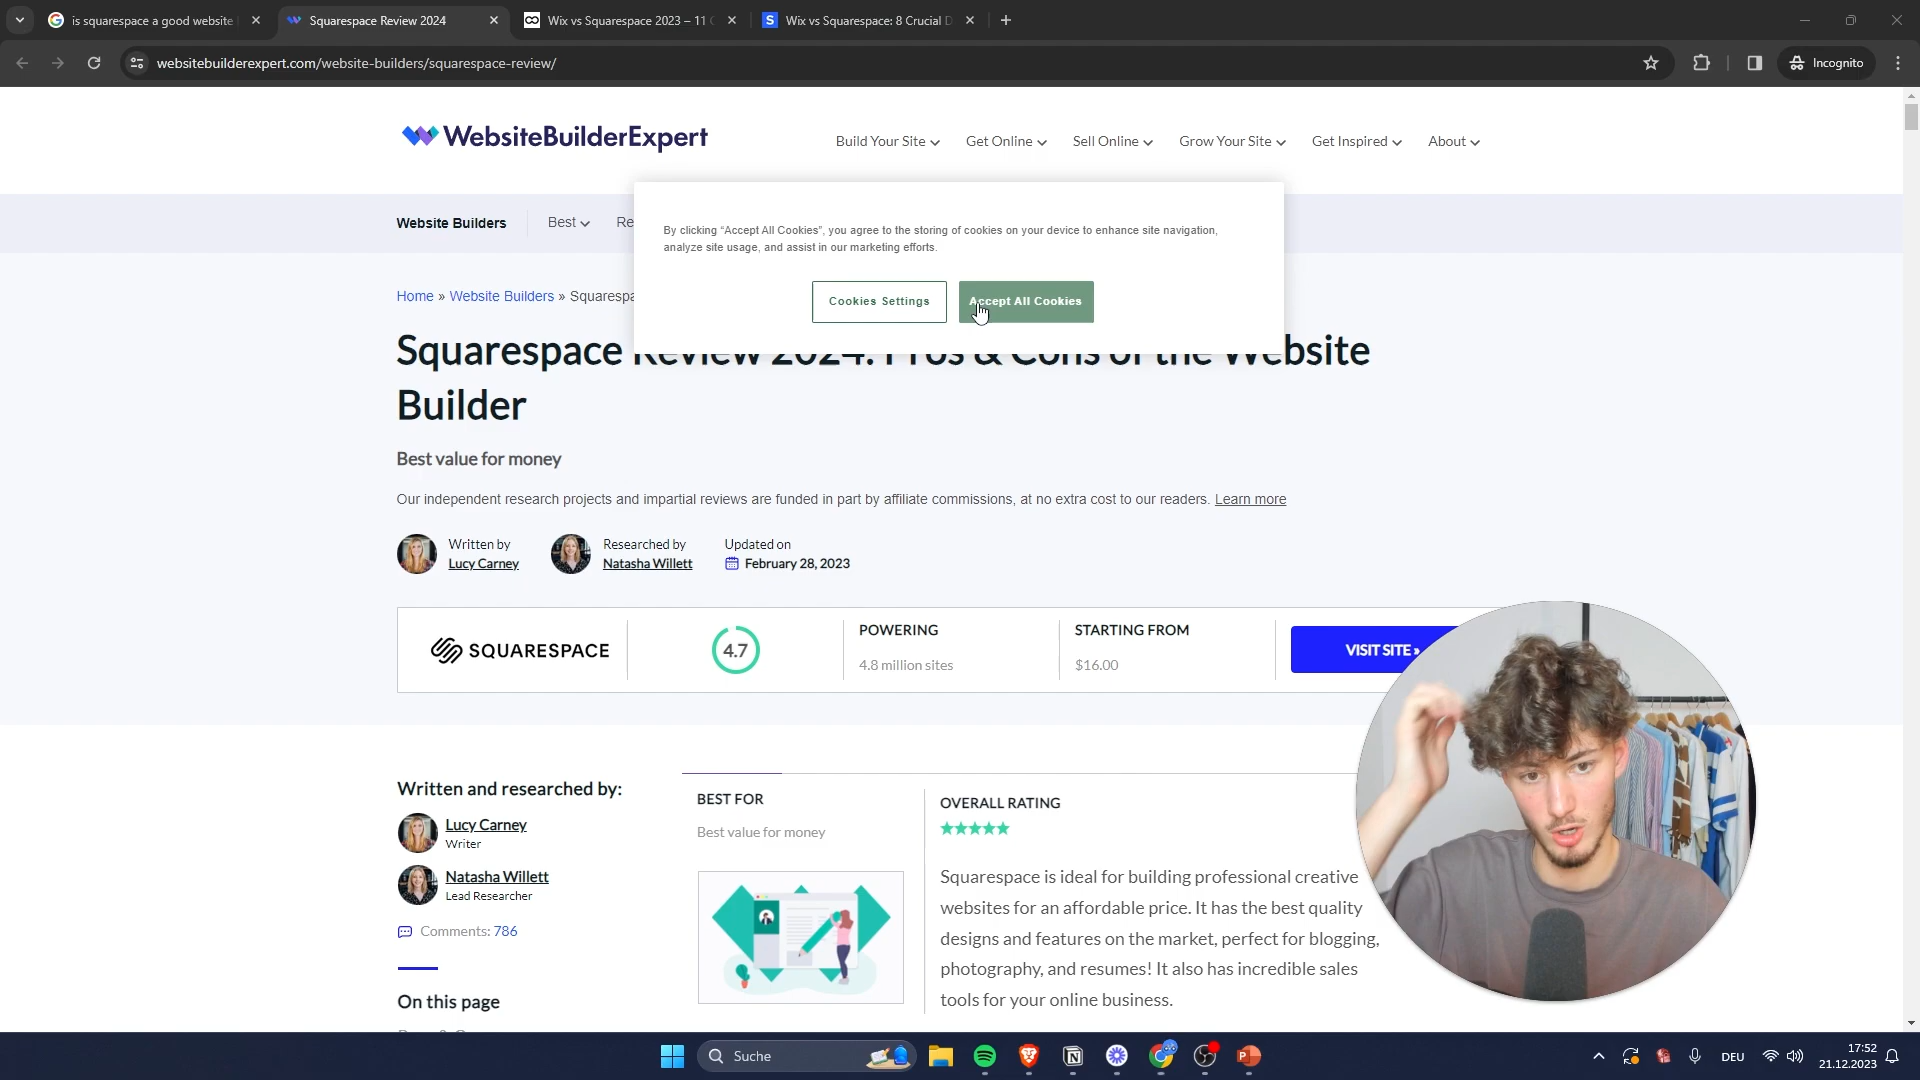 is squarespace a good website
Squarespace Review 2024
Wix vs Squarespace 2023 – 11
Wix vs Squarespace: 8 Crucial D
websitebuilderexpert.com/website-builders/squarespace-review/
Incognito
WebsiteBuilderExpert
Build Your Site
Get Online
Sell Online
Grow Your Site
Get Inspired
About
Website Builders
Best
Re
By clicking “Accept All Cookies”, you agree to the storing of cookies on your device to enhance site navigation,
analyze site usage, and assist in our marketing efforts.
Cookies Settings
Accept All Cookies
Home » Website Builders » Squarespa
Squarespace Review 2024: Pros & Cons of the Website
Builder
Best value for money
Our independent research projects and impartial reviews are funded in part by affiliate commissions, at no extra cost to our readers. Learn more
Written by
Lucy Carney
Researched by
Natasha Willett
Updated on
February 28, 2023
SQUARESPACE
4.7
POWERING
4.8 million sites
STARTING FROM
$16.00
VISIT SITE »
Written and researched by:
Lucy Carney
Writer
Natasha Willett
Lead Researcher
Comments: 786
On this page
BEST FOR
Best value for money
OVERALL RATING
Squarespace is ideal for building professional creative
websites for an affordable price. It has the best quality
designs and features on the market, perfect for blogging,
photography, and resumes! It also has incredible sales
tools for your online business.
Suche
DEU
17:52
21.12.2023